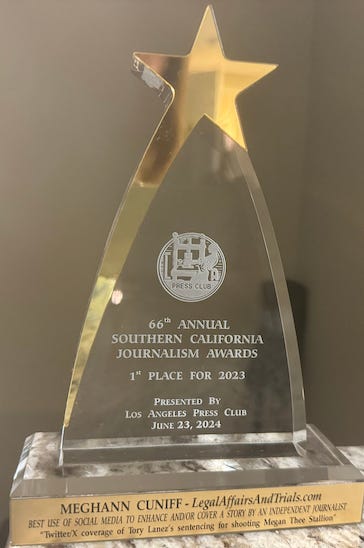 PRESS CLUB
66th ANNUAL
SOUTHERN CALIFORNIA
JOURNALISM AWARDS
1st PLACE FOR 2023
PRESENTED BY
LOS ANGELES PRESS CLUB
JUNE 23, 2024
MEGHANN CUNIFF - LegalAffairsAndTrials.com
BEST USE OF SOCIAL MEDIA TO ENHANCE AND/OR COVER A STORY BY AN INDEPENDENT JOURNALIST
"Twitter/X coverage of Tory Lanez's sentencing for shooting Megan Thee Stallion"